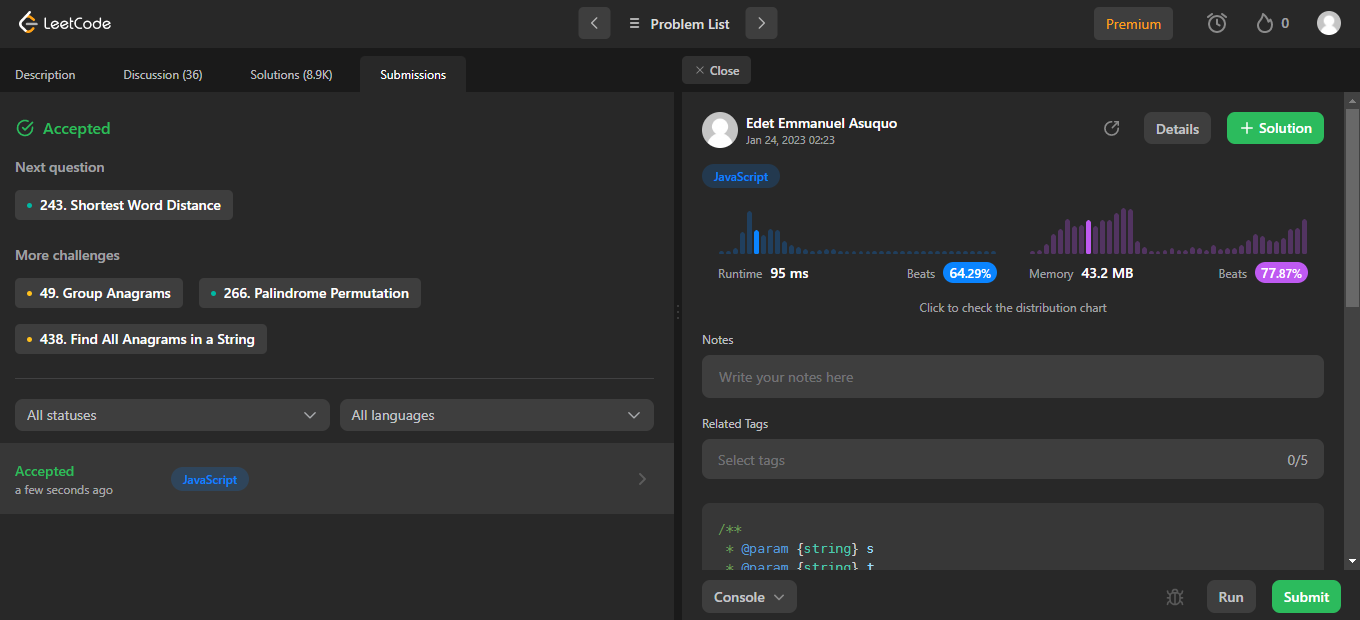 LeetCode
Problem List
Premium
0
Description
Discussion (36)
Solutions (8.9K)
Submissions
Close
Accepted
Next question
243. Shortest Word Distance
More challenges
49. Group Anagrams
266. Palindrome Permutation
438. Find All Anagrams in a String
All statuses
All languages
Accepted
a few seconds ago
JavaScript
Edet Emmanuel Asuquo
Jan 24, 2023 02:23
Details
+ Solution
JavaScript
Runtime 95 ms
Beats 64.29%
Memory 43.2 MB
Beats 77.87%
Click to check the distribution chart
Notes
Write your notes here
Related Tags
Select tags
0/5
/**
* @param {string} s
* @param {string} t
Console
Run
Submit